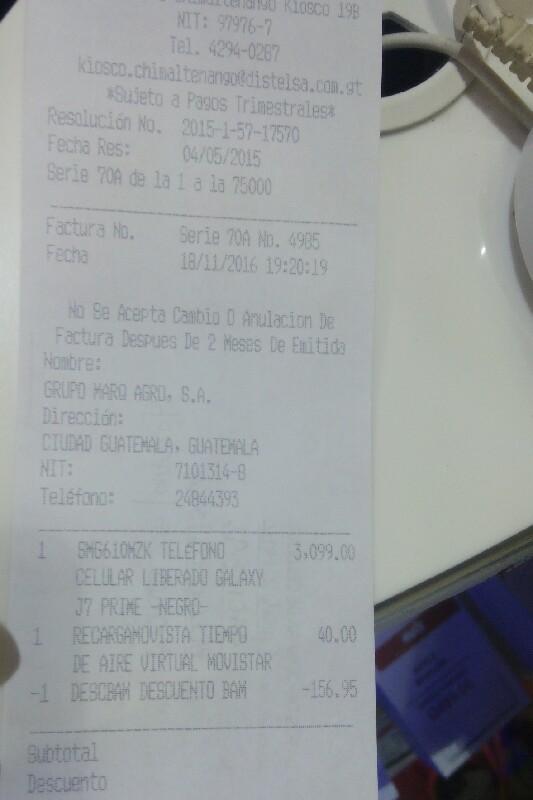 Chimaltenango Kiosco 19B
NIT: 97976-7
Tel. 4294-0287
kiosco.chimaltenango@distelsa.com.gt
*Sujeto a Pagos Trimestrales*
Resolución No. 2015-1-57-17570
Fecha Res: 04/05/2015
Serie 70A de la 1 a la 75000
Factura No. Serie 70A No. 4985
Fecha 18/11/2016 19:20:19
No Se Acepta Cambio O Anulacion De
Factura Despues De 2 Meses De Emitida
Nombre:
GRUPO MARQ AGRO, S.A.
Dirección:
CIUDAD GUATEMALA, GUATEMALA
NIT: 7101314-8
Teléfono: 24844393
1 SMG610MZK TELéFONO 3,099.00
CELULAR LIBERADO GALAXY
J7 PRIME -NEGRO-
1 RECARGAMOVISTA TIEMPO 40.00
DE AIRE VIRTUAL MOVISTAR
-1 DESCBAM DESCUENTO BAM -156.95
Subtotal
Descuento